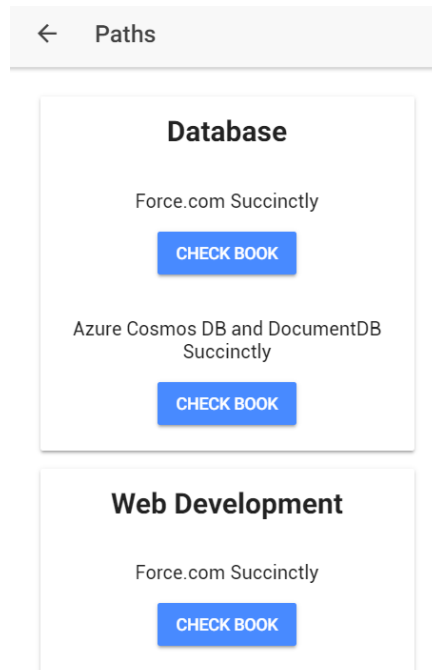 Paths
Database
Force.com Succinctly
CHECK BOOK
Azure Cosmos DB and DocumentDB
Succinctly
CHECK BOOK
Web Development
Force.com Succinctly
CHECK BOOK